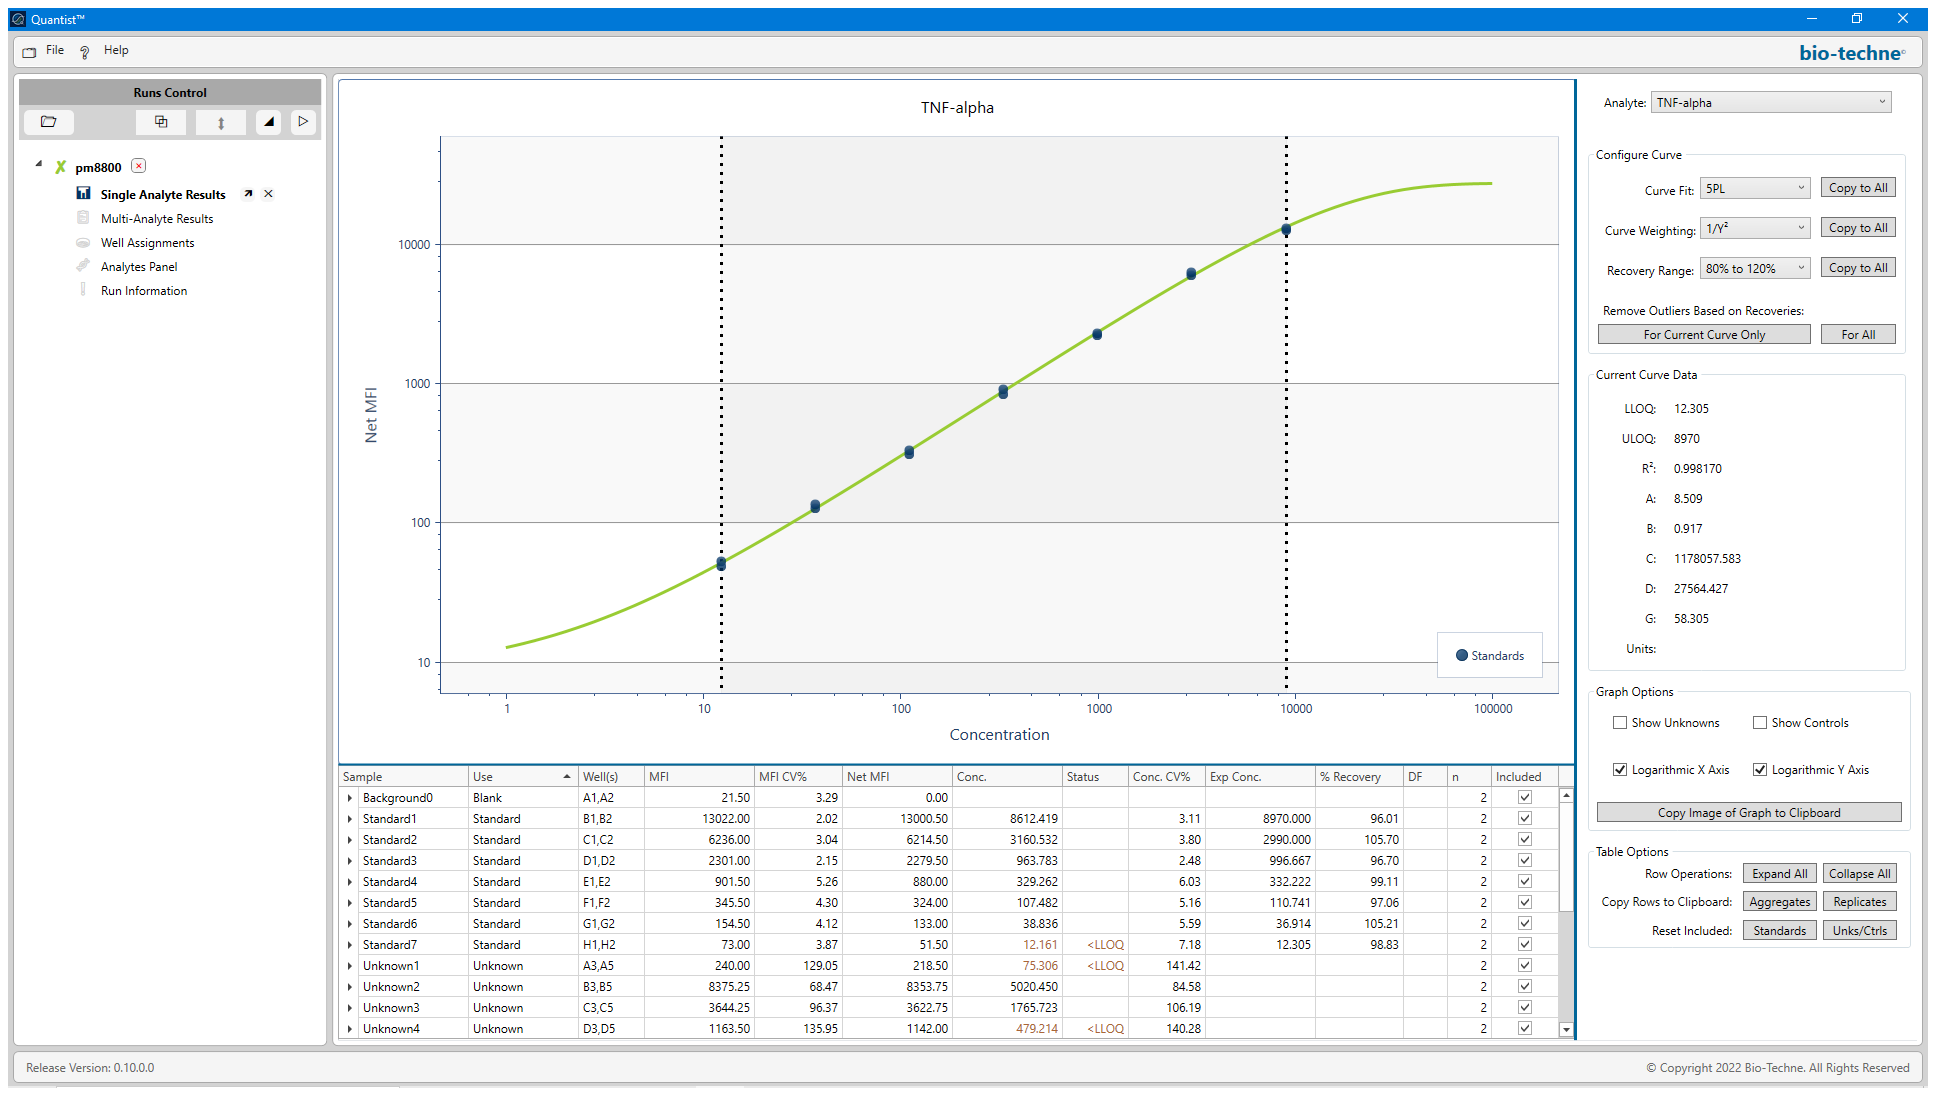 Quantist™
File Help
bio-techne®
Runs Control
pm8800
Single Analyte Results
Multi-Analyte Results
Well Assignments
Analytes Panel
Run Information
TNF-alpha
Net MFI
10000
1000
100
10
1 10 100 1000 10000 100000
Concentration
Standards
Sample Use Well(s) MFI MFI CV% Net MFI Conc. Status Conc. CV% Exp Conc. % Recovery DF n Included
Background0 Blank A1,A2 21.50 3.29 0.00 2
Standard1 Standard B1,B2 13022.00 2.02 13000.50 8612.419 3.11 8970.000 96.01 2
Standard2 Standard C1,C2 6236.00 3.04 6214.50 3160.532 3.80 2990.000 105.70 2
Standard3 Standard D1,D2 2301.00 2.15 2279.50 963.783 2.48 996.667 96.70 2
Standard4 Standard E1,E2 901.50 5.26 880.00 329.262 6.03 332.222 99.11 2
Standard5 Standard F1,F2 345.50 4.30 324.00 107.482 5.16 110.741 97.06 2
Standard6 Standard G1,G2 154.50 4.12 133.00 38.836 5.59 36.914 105.21 2
Standard7 Standard H1,H2 73.00 3.87 51.50 12.161 <LLOQ 7.18 12.305 98.83 2
Unknown1 Unknown A3,A5 240.00 129.05 218.50 75.306 <LLOQ 141.42 2
Unknown2 Unknown B3,B5 8375.25 68.47 8353.75 5020.450 84.58 2
Unknown3 Unknown C3,C5 3644.25 96.37 3622.75 1765.723 106.19 2
Unknown4 Unknown D3,D5 1163.50 135.95 1142.00 479.214 <LLOQ 140.28 2
Analyte: TNF-alpha
Configure Curve
Curve Fit: 5PL Copy to All
Curve Weighting: 1/Y² Copy to All
Recovery Range: 80% to 120% Copy to All
Remove Outliers Based on Recoveries:
For Current Curve Only For All
Current Curve Data
LLOQ: 12.305
ULOQ: 8970
R²: 0.998170
A: 8.509
B: 0.917
C: 1178057.583
D: 27564.427
G: 58.305
Units:
Graph Options
Show Unknowns Show Controls
Logarithmic X Axis Logarithmic Y Axis
Copy Image of Graph to Clipboard
Table Options
Row Operations: Expand All Collapse All
Copy Rows to Clipboard: Aggregates Replicates
Reset Included: Standards Unks/Ctrls
Release Version: 0.10.0.0
© Copyright 2022 Bio-Techne. All Rights Reserved